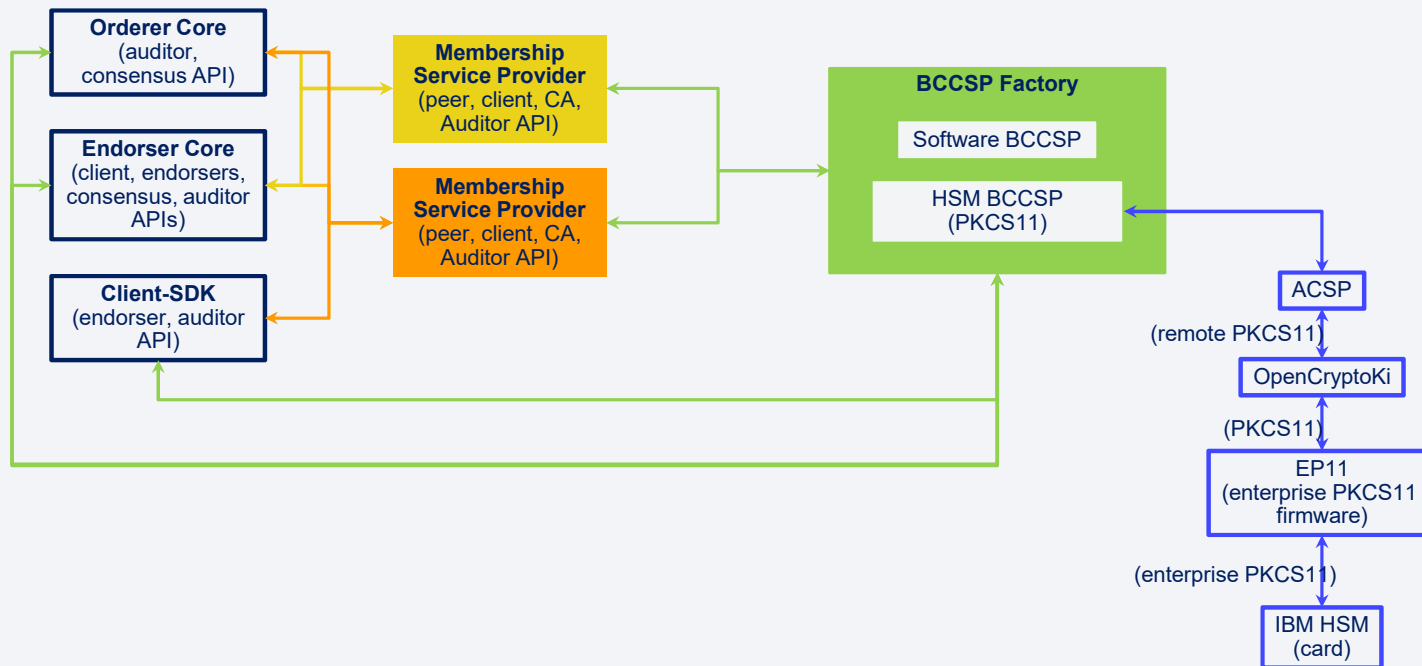 Orderer Core
(auditor,
consensus API)
Endorser Core
(client, endorsers,
consensus, auditor
APIs)
Client-SDK
(endorser, auditor
API)
Membership
Service Provider
(peer, client, CA,
Auditor API)
Membership
Service Provider
(peer, client, CA,
Auditor API)
BCCSP Factory
Software BCCSP
HSM BCCSP
(PKCS11)
ACSP
(remote PKCS11)
OpenCryptoKi
(PKCS11)
EP11
(enterprise PKCS11
firmware)
(enterprise PKCS11)
IBM HSM
(card)